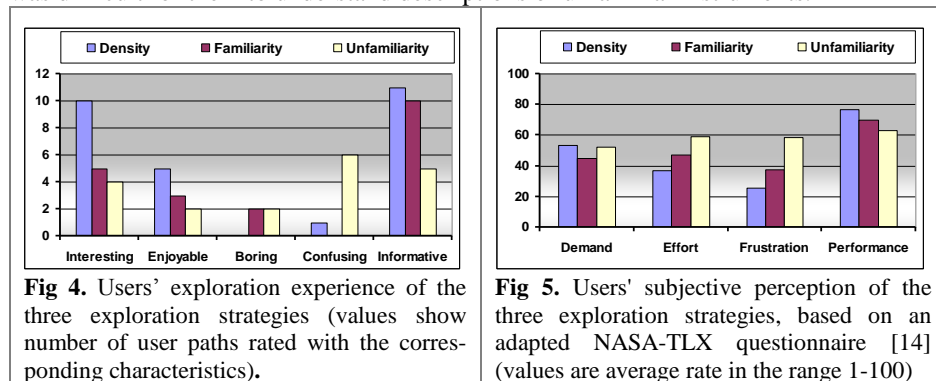 Density Familiarity Unfamiliarity
12
10
8
6
4
2
0
Interesting Enjoyable Boring Confusing Informative
Fig 4. Users' exploration experience of the
three exploration strategies (values show
number of user paths rated with the corres-
ponding characteristics).
Density Familiarity Unfamiliarity
100
80
60
40
20
0
Demand Effort Frustration Performance
Fig 5. Users' subjective perception of the
three exploration strategies, based on an
adapted NASA-TLX questionnaire [14]
(values are average rate in the range 1-100)